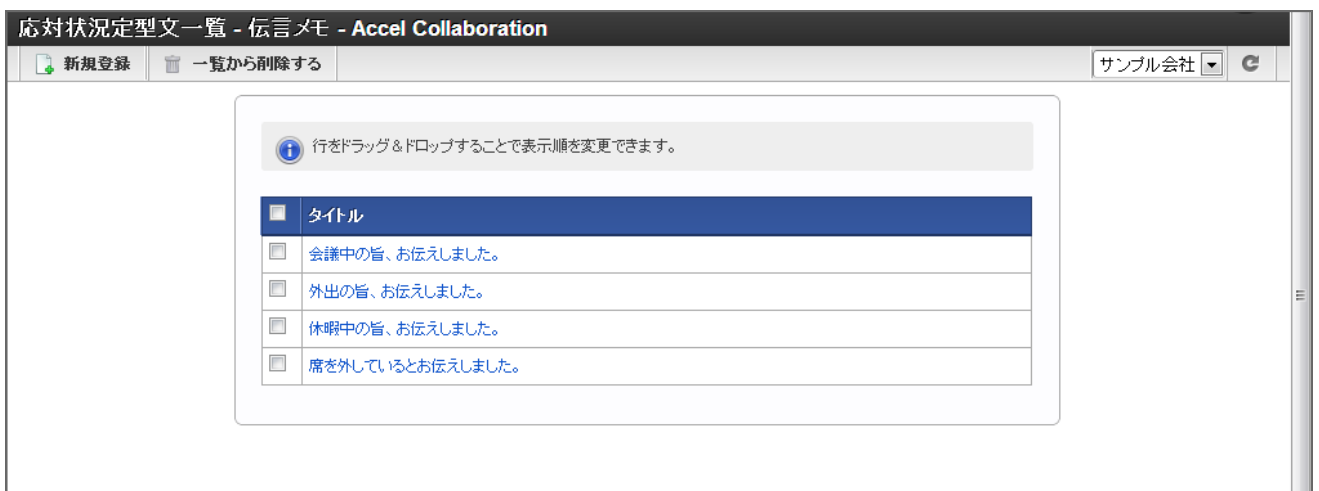 応対状況定型文一覧 - 伝言メモ - Accel Collaboration
新規登録 一覧から削除する サンプル会社
行をドラッグ&ドロップすることで表示順を変更できます。
タイトル
会議中の旨、お伝えしました。
外出の旨、お伝えしました。
休暇中の旨、お伝えしました。
席を外しているとお伝えしました。